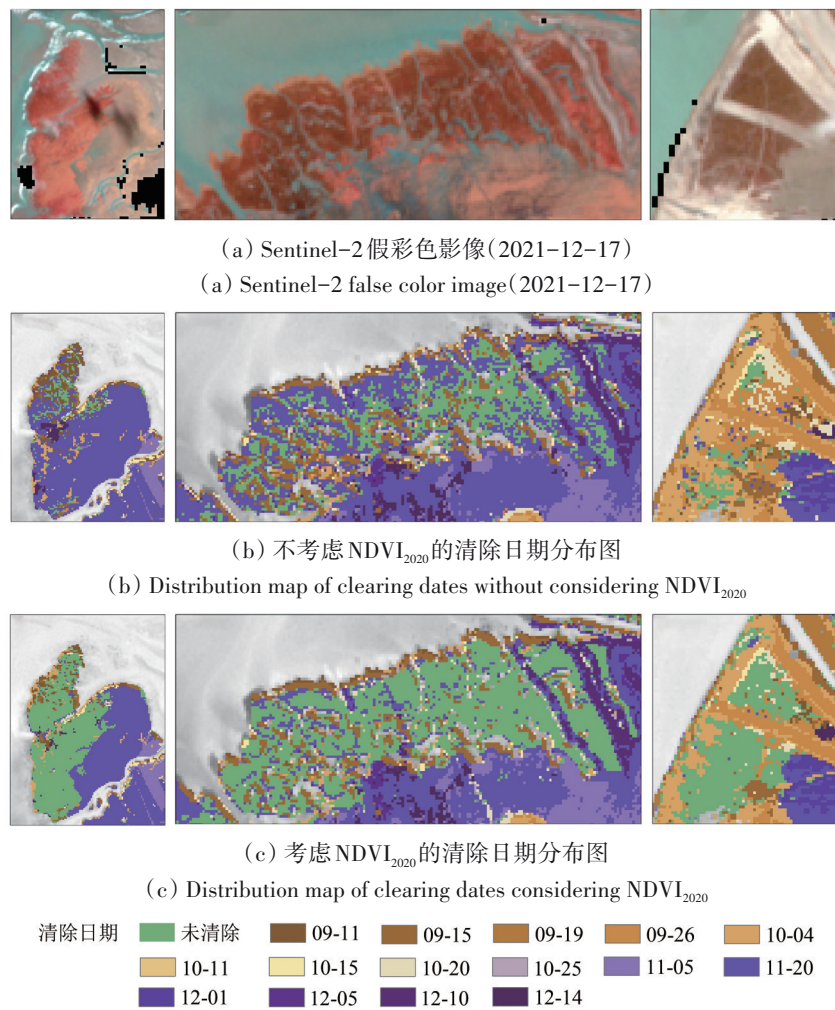 (a) Sentinel-2假彩色影像(2021-12-17)
(a) Sentinel-2 false color image(2021-12-17)
(b) 不考虑NDVI₂₀₂₀的清除日期分布图
(b) Distribution map of clearing dates without considering NDVI₂₀₂₀
(c) 考虑NDVI₂₀₂₀的清除日期分布图
(c) Distribution map of clearing dates considering NDVI₂₀₂₀
清除日期 未清除 09-11 09-15 09-19 09-26 10-04
10-11 10-15 10-20 10-25 11-05 11-20
12-01 12-05 12-10 12-14